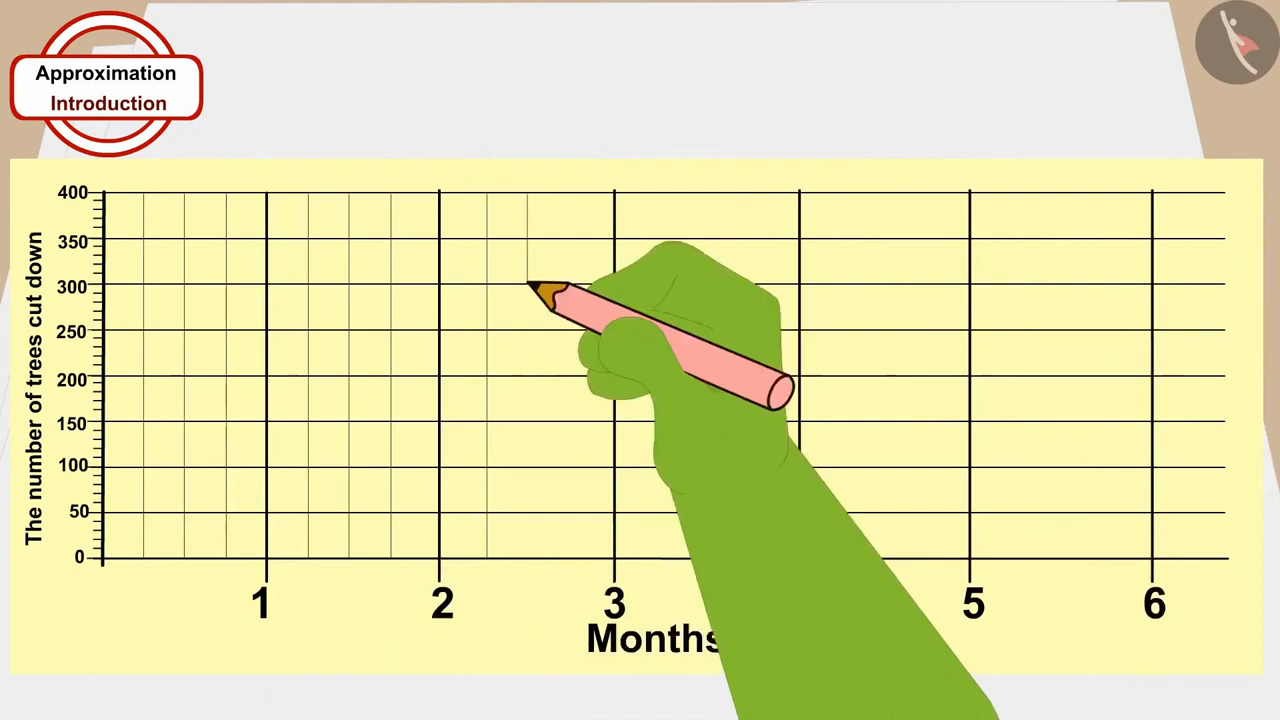 Approximation
Introduction
The number of trees cut down
400
350
300
250
200
150
100
50
0
1 2 3 5 6
Months